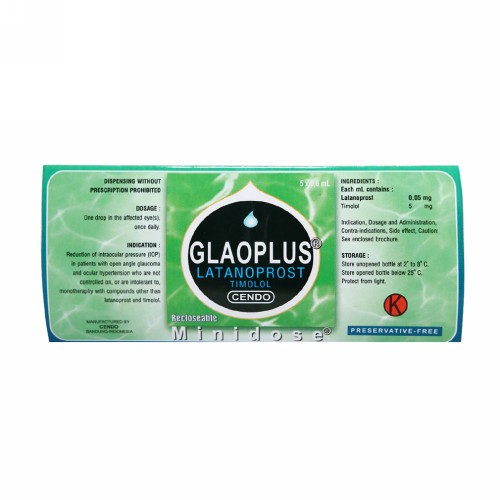 DISPENSING WITHOUT
PRESCRIPTION PROHIBITED
DOSAGE :
One drop in the affected eye(s),
once daily.
INDICATION :
Reduction of intraocular pressure (ICP)
in patients with open angle glaucoma
and ocular hypertension who are not
controlled on, or are intolerant to,
monotherapy with compounds other than
latanoprost and timolol.
MANUFACTURED BY
CENDO
BANDUNG-INDONESIA
mL
GLAOPLUS®
LATANOPROST
TIMOLOL
CENDO
Recloseable
Minidose®
INGREDIENTS :
Each mL contains :
Latanoprost 0,05 mg
Timolol 5 mg
Indication, Dosage and Administration,
Contra-indications, Side effect, Caution:
See enclosed brochure.
STORAGE :
Store unopened bottle at 2° to 8° C.
Store opened bottle below 25° C.
Protect from light.
K
PRESERVATIVE-FREE